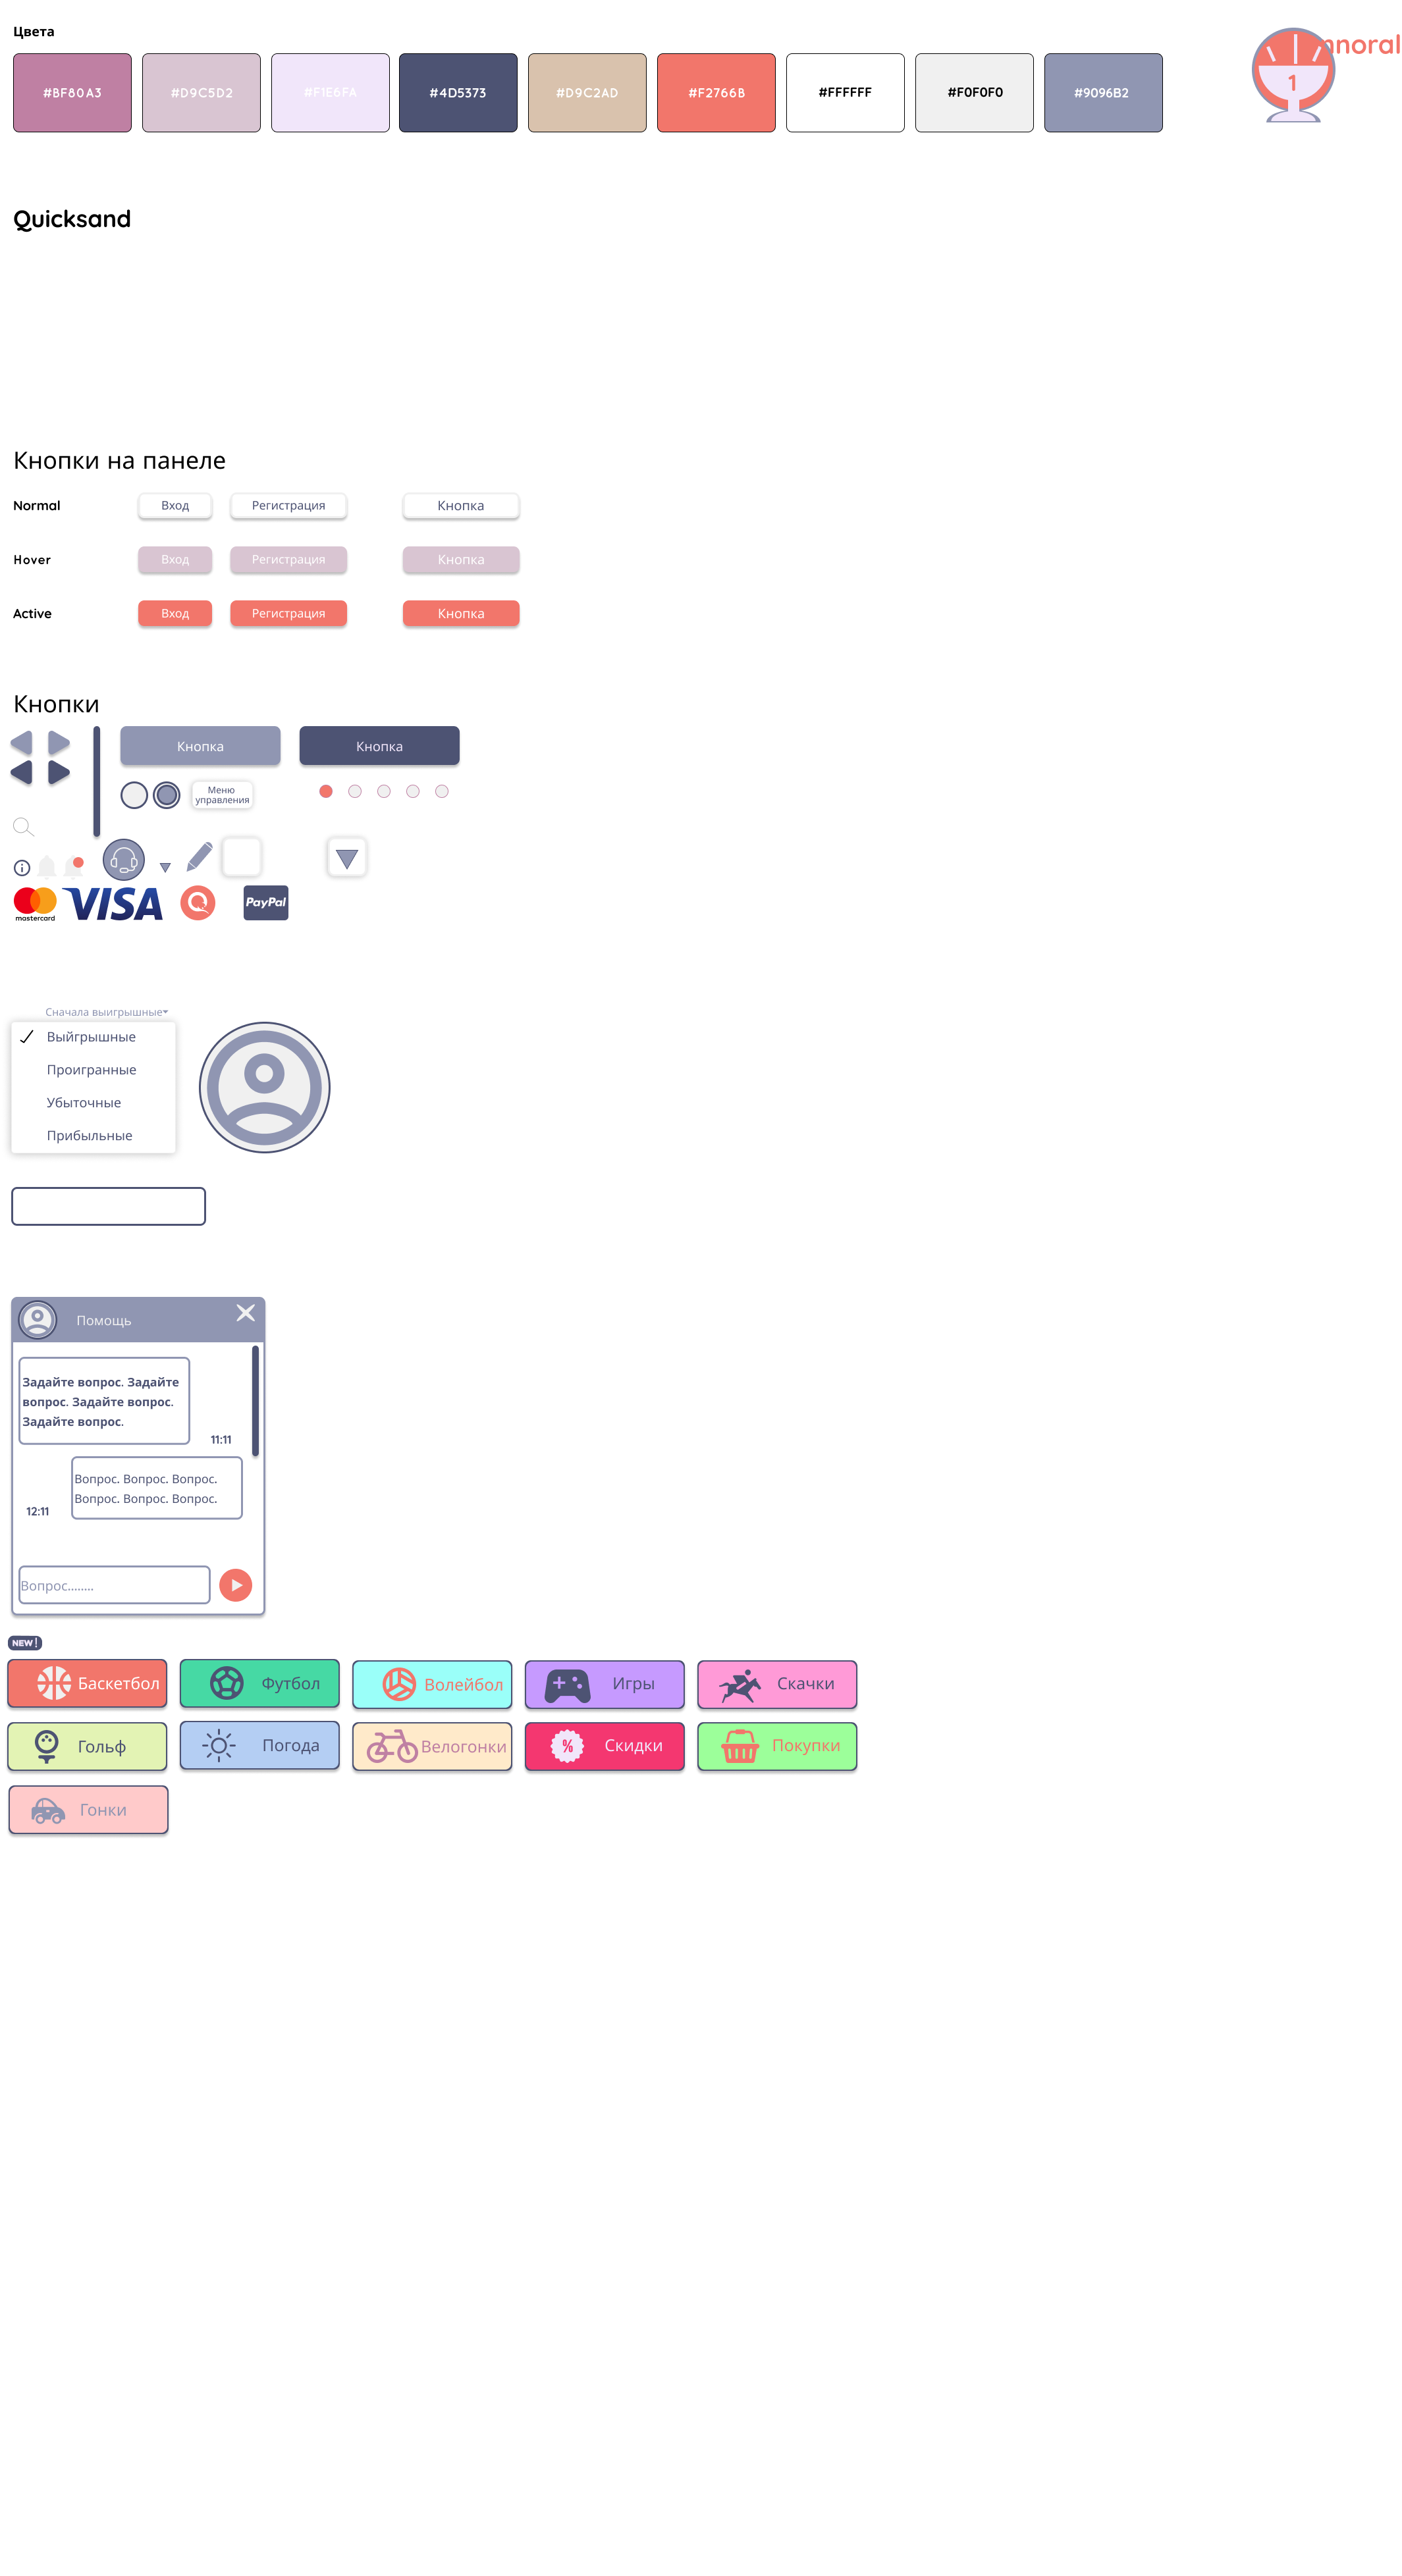 Цвета
nnoral
#BF80A3
#D9C5D2
#F1E6FA
#4D5373
#D9C2AD
#F2766B
#FFFFFF
#F0F0F0
#9096B2
1
Quicksand
Кнопки на панеле
Normal
Вход
Регистрация
Кнопка
Hover
Вход
Регистрация
Кнопка
Active
Вход
Регистрация
Кнопка
Кнопки
Кнопка
Кнопка
Меню
управления
mastercard
VISA
PayPal
Сначала выигрышные
Выйгрышные
Проигранные
Убыточные
Прибыльные
Помощь
Задайте вопрос. Задайте
вопрос. Задайте вопрос.
Задайте вопрос.
11:11
Вопрос. Вопрос. Вопрос.
Вопрос. Вопрос. Вопрос.
12:11
Вопрос........
NEW!
Баскетбол
Футбол
Волейбол
Игры
Скачки
Гольф
Погода
Велогонки
%
Скидки
Покупки
Гонки